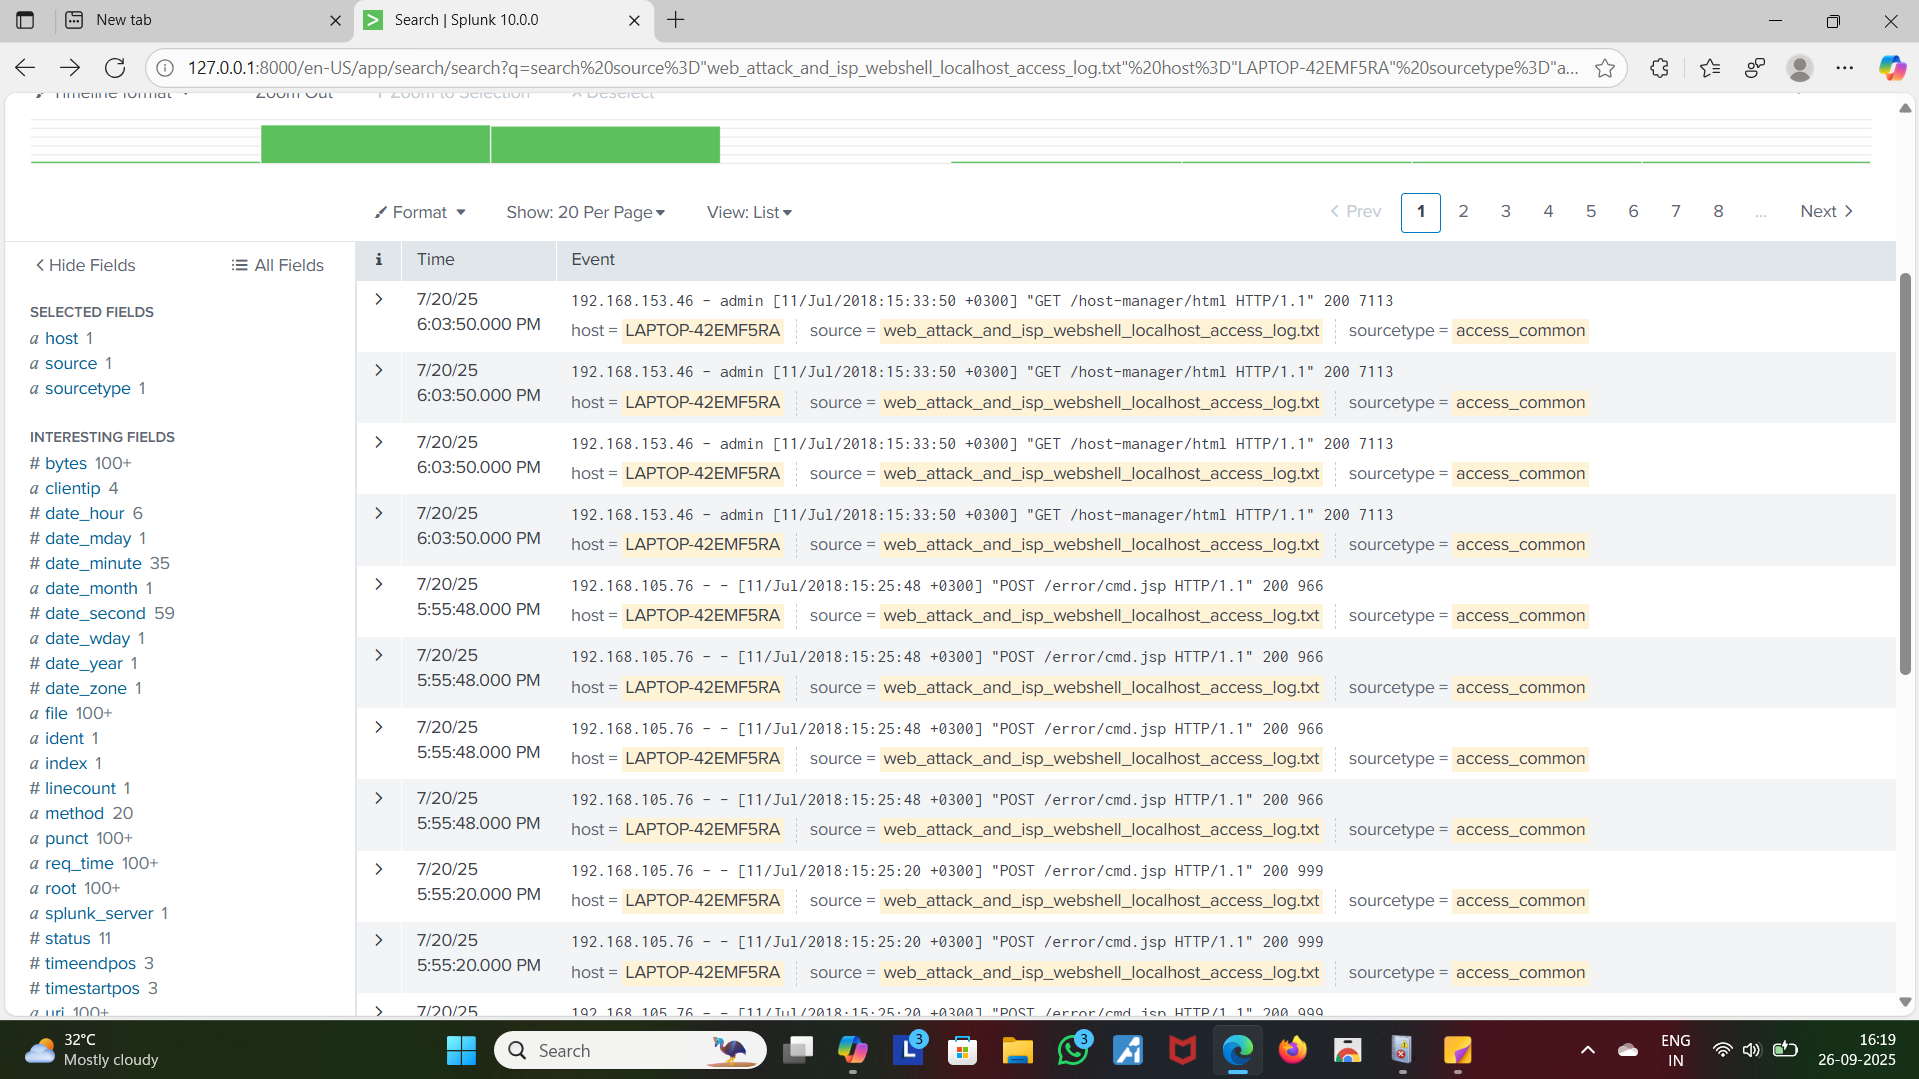 New tab
Search | Splunk 10.0.0
127.0.0.1:8000/en-US/app/search/search?q=search%20source%3D"web_attack_and_isp_webshell_localhost_access_log.txt"%20host%3D"LAPTOP-42EMF5RA"%20sourcetype%3D"a...
Timeline format
Zoom Out
Zoom to Selection
Deselect
Format
Show: 20 Per Page
View: List
Prev 1 2 3 4 5 6 7 8 ... Next
Hide Fields
All Fields
SELECTED FIELDS
a host 1
a source 1
a sourcetype 1
INTERESTING FIELDS
# bytes 100+
a clientip 4
# date_hour 6
# date_mday 1
# date_minute 35
a date_month 1
# date_second 59
a date_wday 1
# date_year 1
# date_zone 1
a file 100+
a ident 1
a index 1
# linecount 1
a method 20
a punct 100+
a req_time 100+
a root 100+
a splunk_server 1
# status 11
# timeendpos 3
# timestartpos 3
a uri 100+
i Time Event
7/20/25
6:03:50.000 PM
192.168.153.46 - admin [11/Jul/2018:15:33:50 +0300] "GET /host-manager/html HTTP/1.1" 200 7113
host = LAPTOP-42EMF5RA source = web_attack_and_isp_webshell_localhost_access_log.txt sourcetype = access_common
7/20/25
6:03:50.000 PM
192.168.153.46 - admin [11/Jul/2018:15:33:50 +0300] "GET /host-manager/html HTTP/1.1" 200 7113
host = LAPTOP-42EMF5RA source = web_attack_and_isp_webshell_localhost_access_log.txt sourcetype = access_common
7/20/25
6:03:50.000 PM
192.168.153.46 - admin [11/Jul/2018:15:33:50 +0300] "GET /host-manager/html HTTP/1.1" 200 7113
host = LAPTOP-42EMF5RA source = web_attack_and_isp_webshell_localhost_access_log.txt sourcetype = access_common
7/20/25
6:03:50.000 PM
192.168.153.46 - admin [11/Jul/2018:15:33:50 +0300] "GET /host-manager/html HTTP/1.1" 200 7113
host = LAPTOP-42EMF5RA source = web_attack_and_isp_webshell_localhost_access_log.txt sourcetype = access_common
7/20/25
5:55:48.000 PM
192.168.105.76 - - [11/Jul/2018:15:25:48 +0300] "POST /error/cmd.jsp HTTP/1.1" 200 966
host = LAPTOP-42EMF5RA source = web_attack_and_isp_webshell_localhost_access_log.txt sourcetype = access_common
7/20/25
5:55:48.000 PM
192.168.105.76 - - [11/Jul/2018:15:25:48 +0300] "POST /error/cmd.jsp HTTP/1.1" 200 966
host = LAPTOP-42EMF5RA source = web_attack_and_isp_webshell_localhost_access_log.txt sourcetype = access_common
7/20/25
5:55:48.000 PM
192.168.105.76 - - [11/Jul/2018:15:25:48 +0300] "POST /error/cmd.jsp HTTP/1.1" 200 966
host = LAPTOP-42EMF5RA source = web_attack_and_isp_webshell_localhost_access_log.txt sourcetype = access_common
7/20/25
5:55:48.000 PM
192.168.105.76 - - [11/Jul/2018:15:25:48 +0300] "POST /error/cmd.jsp HTTP/1.1" 200 966
host = LAPTOP-42EMF5RA source = web_attack_and_isp_webshell_localhost_access_log.txt sourcetype = access_common
7/20/25
5:55:20.000 PM
192.168.105.76 - - [11/Jul/2018:15:25:20 +0300] "POST /error/cmd.jsp HTTP/1.1" 200 999
host = LAPTOP-42EMF5RA source = web_attack_and_isp_webshell_localhost_access_log.txt sourcetype = access_common
7/20/25
5:55:20.000 PM
192.168.105.76 - - [11/Jul/2018:15:25:20 +0300] "POST /error/cmd.jsp HTTP/1.1" 200 999
host = LAPTOP-42EMF5RA source = web_attack_and_isp_webshell_localhost_access_log.txt sourcetype = access_common
7/20/25
192.168.105.76 - - [11/Jul/2018:15:25:20 +0300] "POST /error/cmd.jsp HTTP/1.1" 200 999
32°C
Mostly cloudy
Search
L 3
3
ENG
IN
16:19
26-09-2025